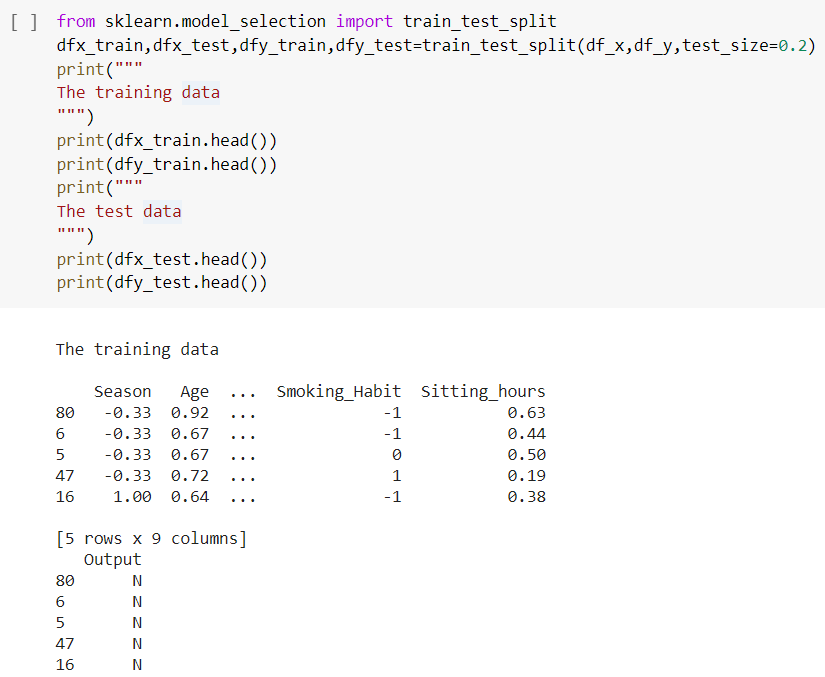 [ ] from sklearn.model_selection import train_test_split
dfx_train,dfx_test,dfy_train,dfy_test=train_test_split(df_x,df_y,test_size=0.2)
print("""
The training data
""")
print(dfx_train.head())
print(dfy_train.head())
print("""
The test data
""")
print(dfx_test.head())
print(dfy_test.head())
The training data
Season Age ... Smoking_Habit Sitting_hours
80 -0.33 0.92 ... -1 0.63
6 -0.33 0.67 ... -1 0.44
5 -0.33 0.67 ... 0 0.50
47 -0.33 0.72 ... 1 0.19
16 1.00 0.64 ... -1 0.38
[5 rows x 9 columns]
Output
80 N
6 N
5 N
47 N
16 N